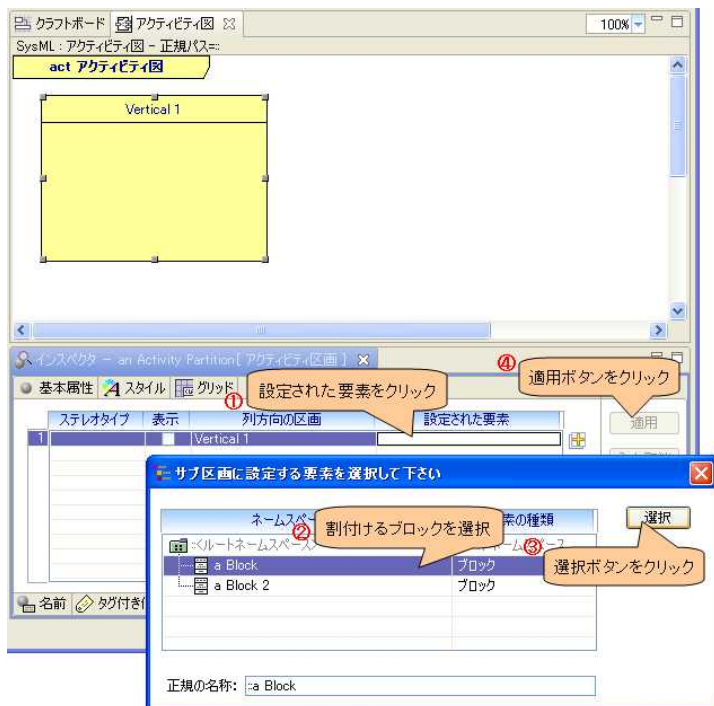 クラフトボード アクティビティ図 100%
SysML : アクティビティ図 - 正規パス=::
act アクティビティ図
Vertical 1
インスペクタ - an Activity Partition[ アクティビティ区画 ]
④
基本属性 スタイル グリッド
①
設定された要素をクリック
適用ボタンをクリック
ステレオタイプ 表示 列方向の区画 設定された要素 適用
1 Vertical 1
サブ区画に設定する要素を選択して下さい
ネームスペ 素の種類 選択
② 割付けるブロックを選択 ③
::<ルートネームスペース>
a Block ブロック
選択ボタンをクリック
a Block 2 ブロック
名前 タグ付き
正規の名称: ::a Block